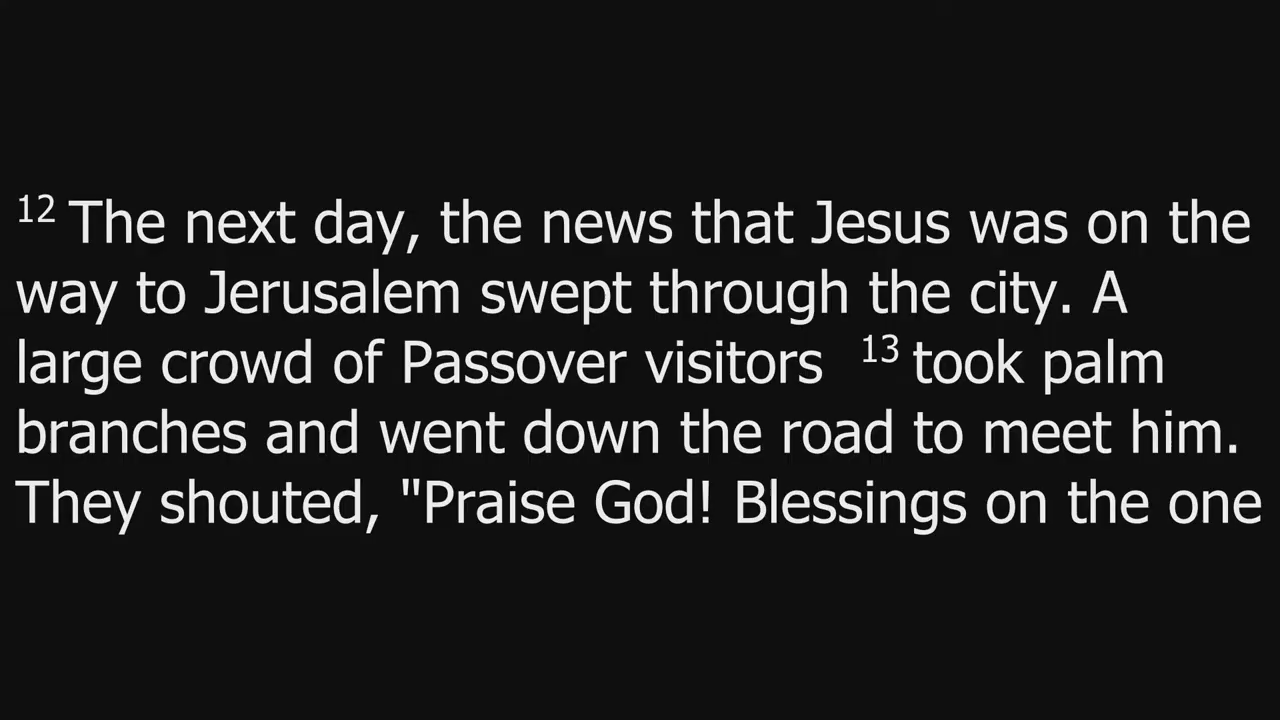 12 The next day, the news that Jesus was on the
way to Jerusalem swept through the city. A
large crowd of Passover visitors 13 took palm
branches and went down the road to meet him.
They shouted, "Praise God! Blessings on the one